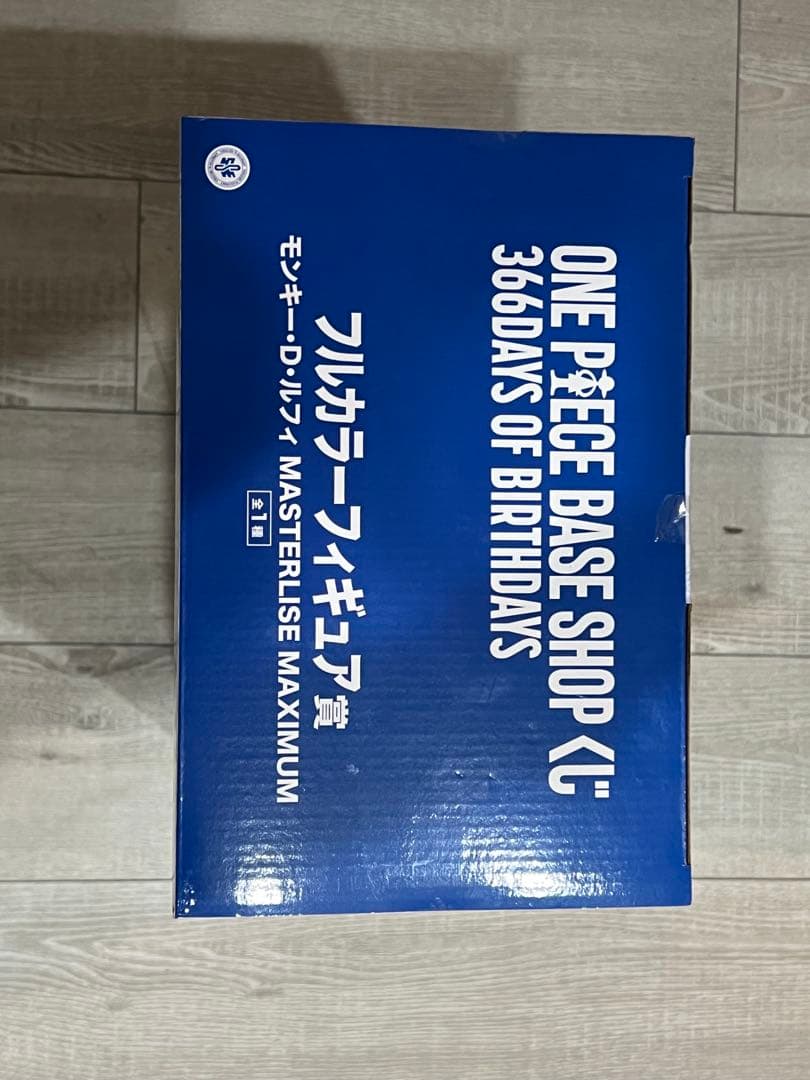 ONE PIECE BASE SHOP くじ
366DAYS OF BIRTHDAYS
フルカラーフィギュア賞
モンキー・D・ルフィ MASTERLISE MAXIMUM
全1種